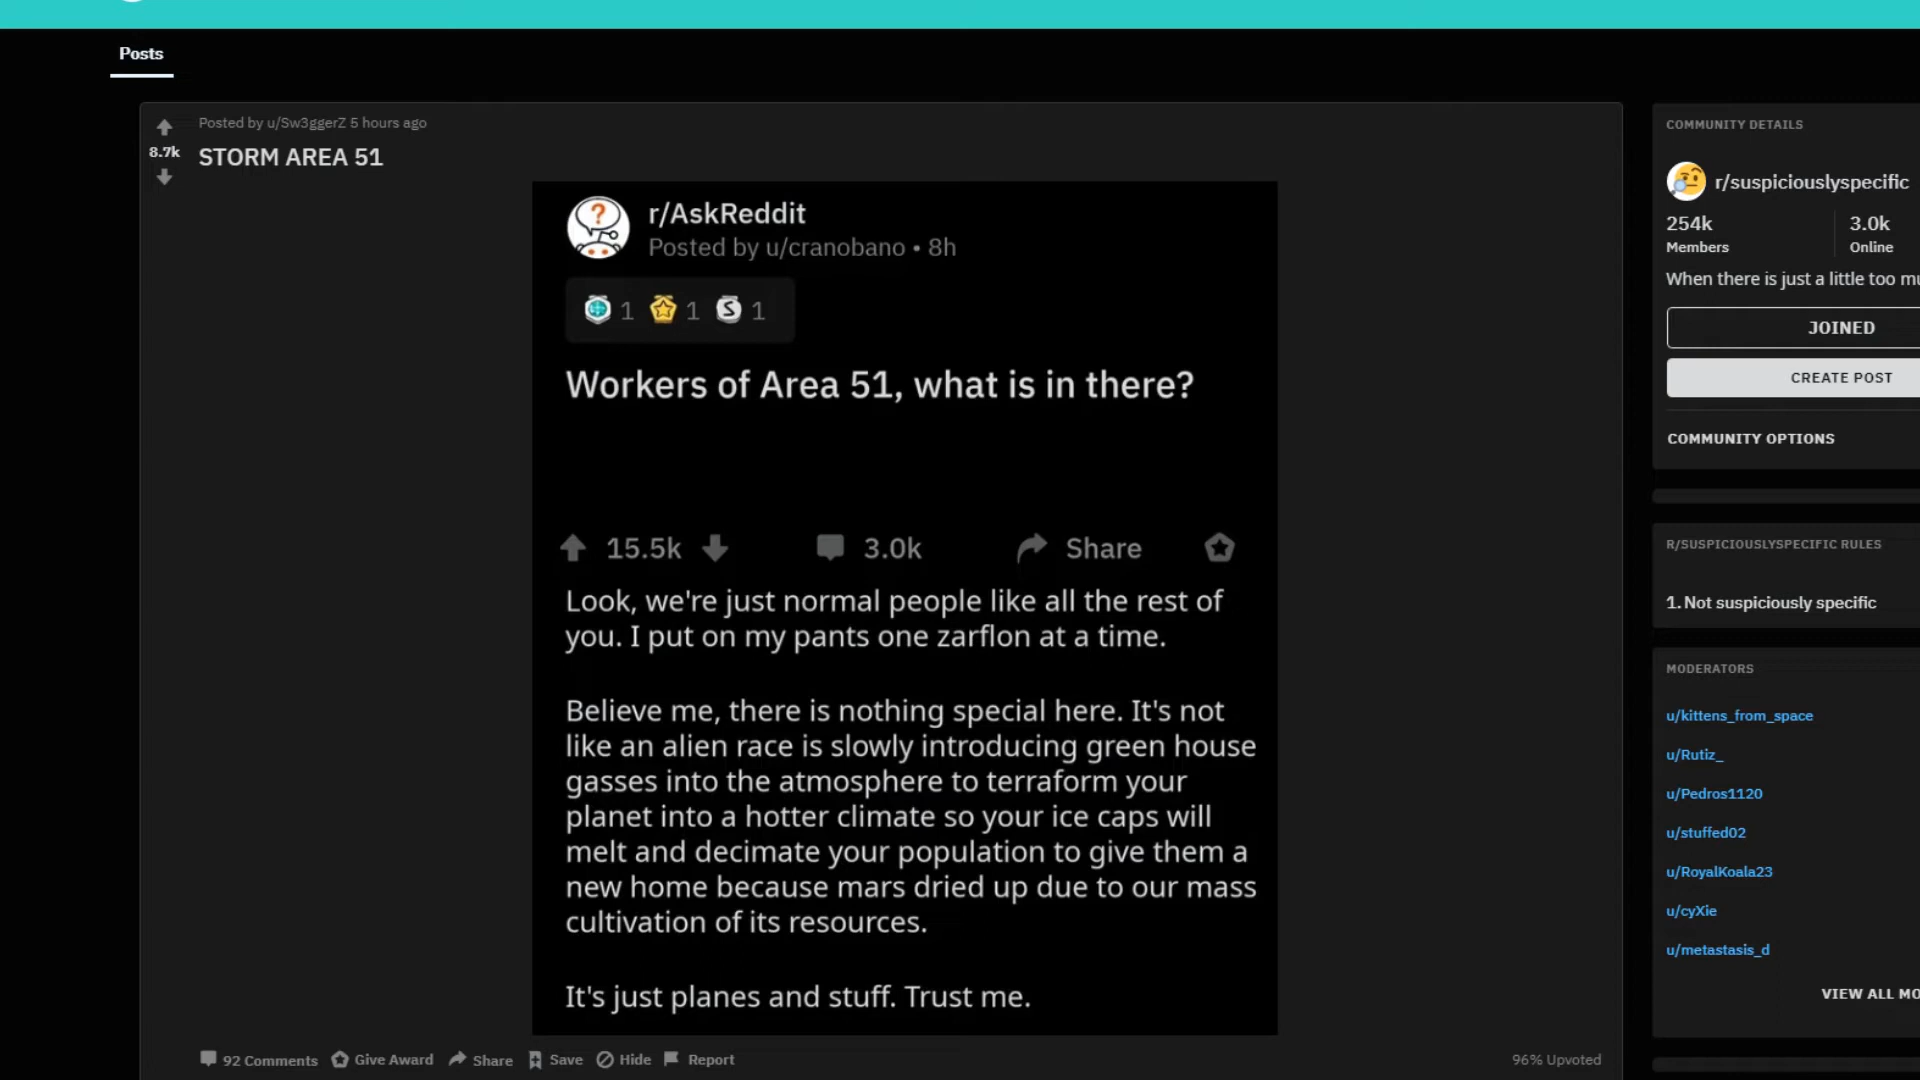 Posts
Posted by u/Sw3ggerZ 5 hours ago
8.7k
STORM AREA 51
r/AskReddit
Posted by u/cranobano • 8h
1 1 S 1
Workers of Area 51, what is in there?
15.5k 3.0k Share
Look, we're just normal people like all the rest of
you. I put on my pants one zarflon at a time.
Believe me, there is nothing special here. It's not
like an alien race is slowly introducing green house
gasses into the atmosphere to terraform your
planet into a hotter climate so your ice caps will
melt and decimate your population to give them a
new home because mars dried up due to our mass
cultivation of its resources.
It's just planes and stuff. Trust me.
92 Comments Give Award Share Save Hide Report
96% Upvoted
COMMUNITY DETAILS
r/suspiciouslyspecific
254k 3.0k
Members Online
When there is just a little too mu
JOINED
CREATE POST
COMMUNITY OPTIONS
R/SUSPICIOUSLYSPECIFIC RULES
1. Not suspiciously specific
MODERATORS
u/kittens_from_space
u/Rutiz_
u/Pedros1120
u/stuffed02
u/RoyalKoala23
u/cyXie
u/metastasis_d
VIEW ALL MO